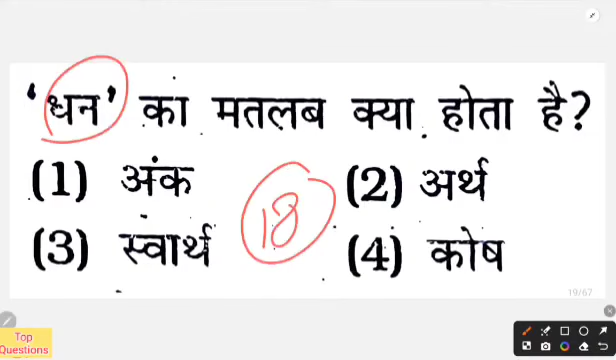 'धन' का मतलब क्या होता है?
(1) अंक (2) अर्थ
18
(3) स्वार्थ (4) कोष
19/67
Top
Questions